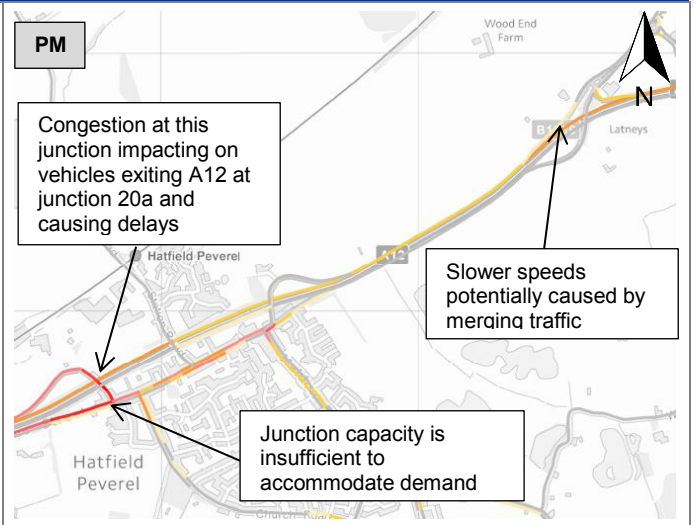 PM
Wood End
Farm
N
Latneys
Congestion at this
junction impacting on
vehicles exiting A12 at
junction 20a and
causing delays
Hatfield Peverel
A12
Slower speeds
potentially caused by
merging traffic
Junction capacity is
insufficient to
accommodate demand
Hatfield
Peverel